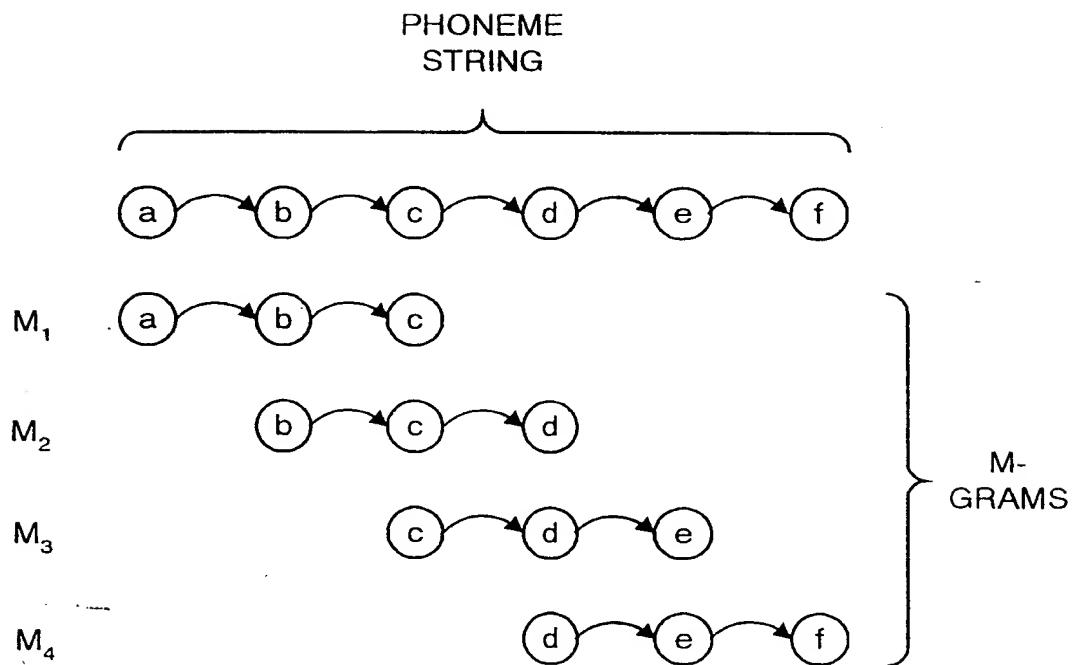 PHONEME
STRING
a b c d e f
M₁ a b c
M₂ b c d
M₃ c d e
M-
GRAMS
M₄ d e f